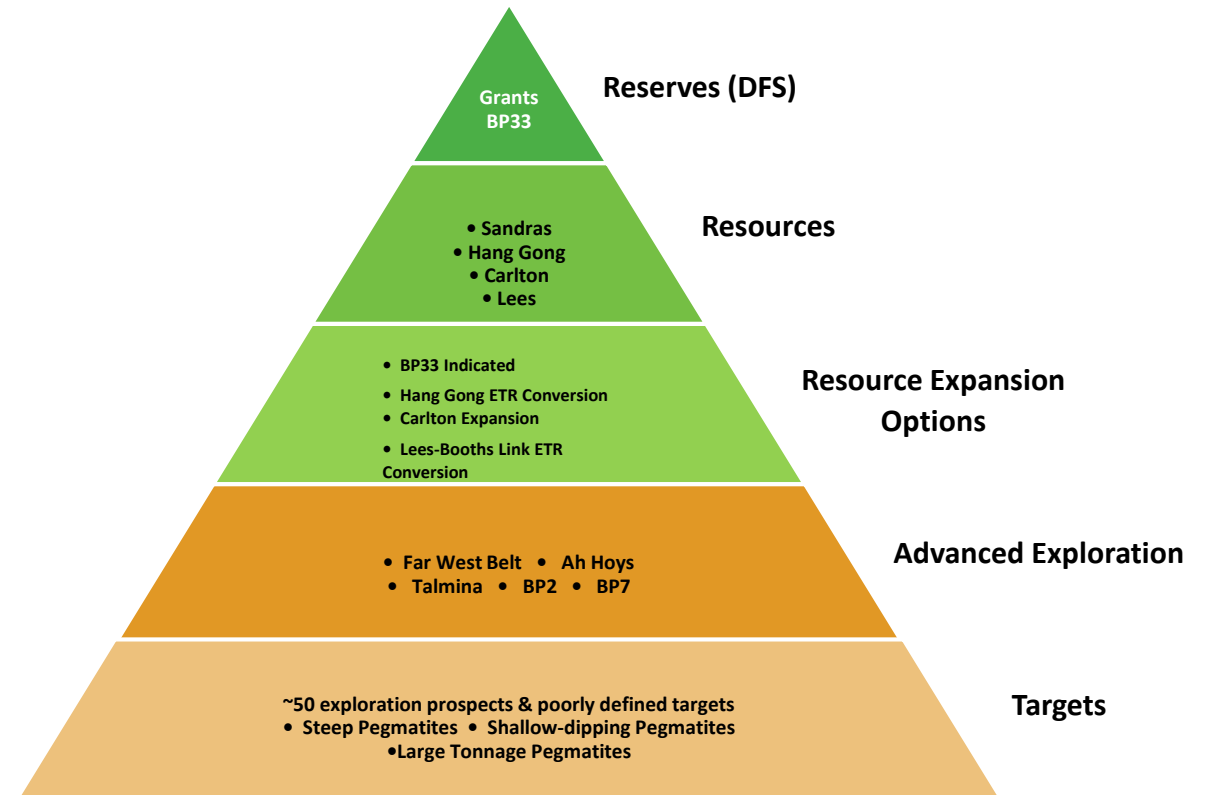 Grants
BP33
Reserves (DFS)
• Sandras
• Hang Gong
• Carlton
• Lees
Resources
• BP33 Indicated
• Hang Gong ETR Conversion
• Carlton Expansion
• Lees-Booths Link ETR
Conversion
Resource Expansion
Options
• Far West Belt • Ah Hoys
• Talmina • BP2 • BP7
Advanced Exploration
~50 exploration prospects & poorly defined targets
• Steep Pegmatites • Shallow-dipping Pegmatites
•Large Tonnage Pegmatites
Targets